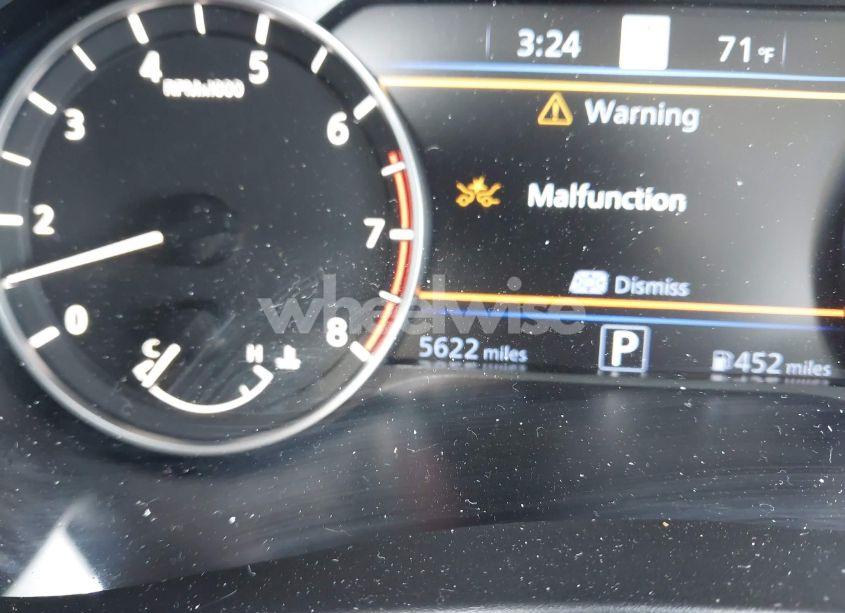 3:24 71°F
4 5
RPMx1000
3 6
Warning
Malfunction
2 7
Dismiss
0 8
wheelwise
C H
5622 miles P 452 miles